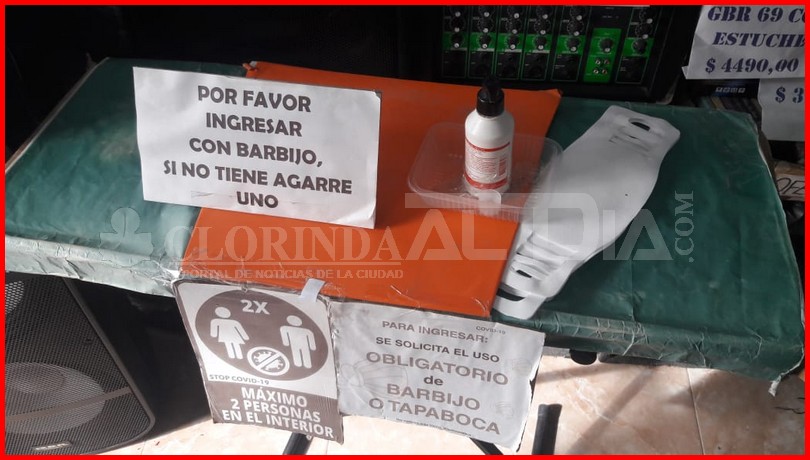 GBR 69 CO
ESTUCHE
$ 4490,00
$ 3
POR FAVOR
INGRESAR
CON BARBIJO,
SI NO TIENE AGARRE
UNO
CLORINDA AL DIA.COM
PORTAL DE NOTICIAS DE LA CIUDAD
2X
STOP COVID-19
MÁXIMO
2 PERSONAS
EN EL INTERIOR
COVID-19
PARA INGRESAR:
SE SOLICITA EL USO
OBLIGATORIO
de
BARBIJO
O TAPABOCA